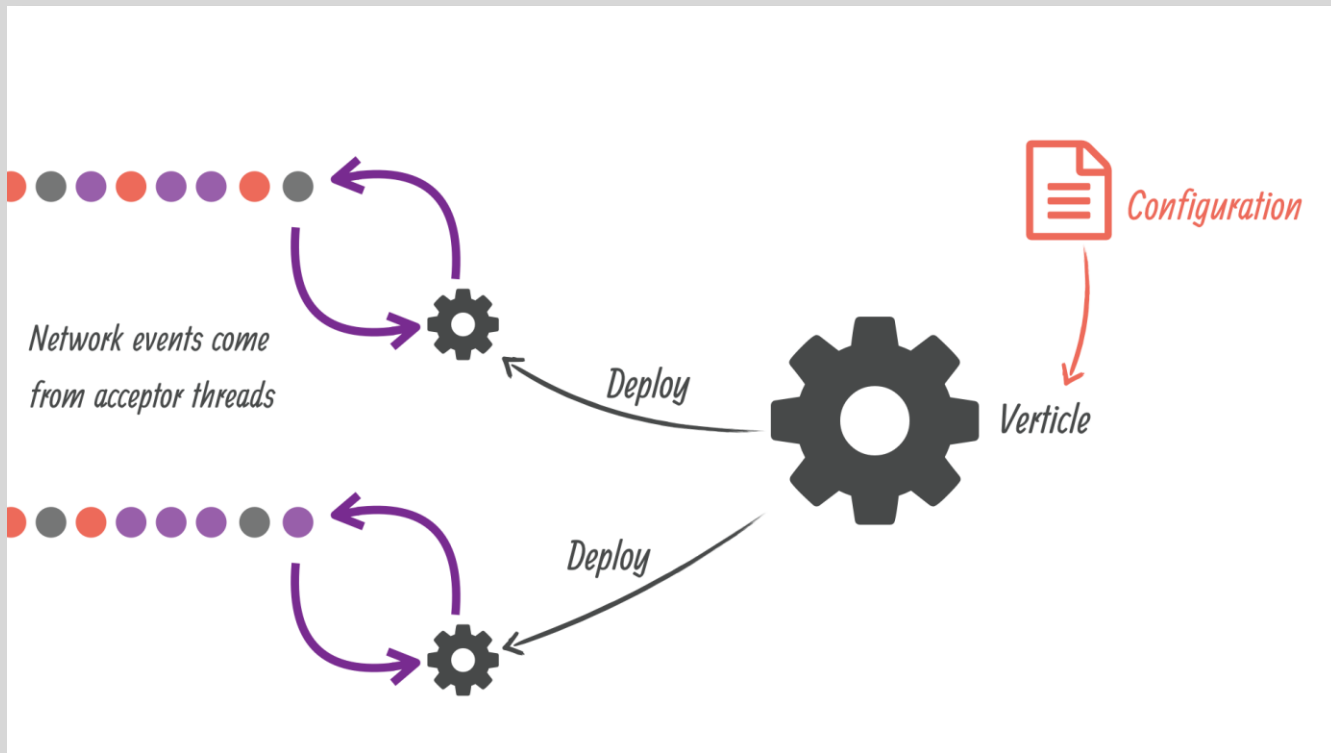 Configuration
Network events come
from acceptor threads
Deploy
Verticle
Deploy